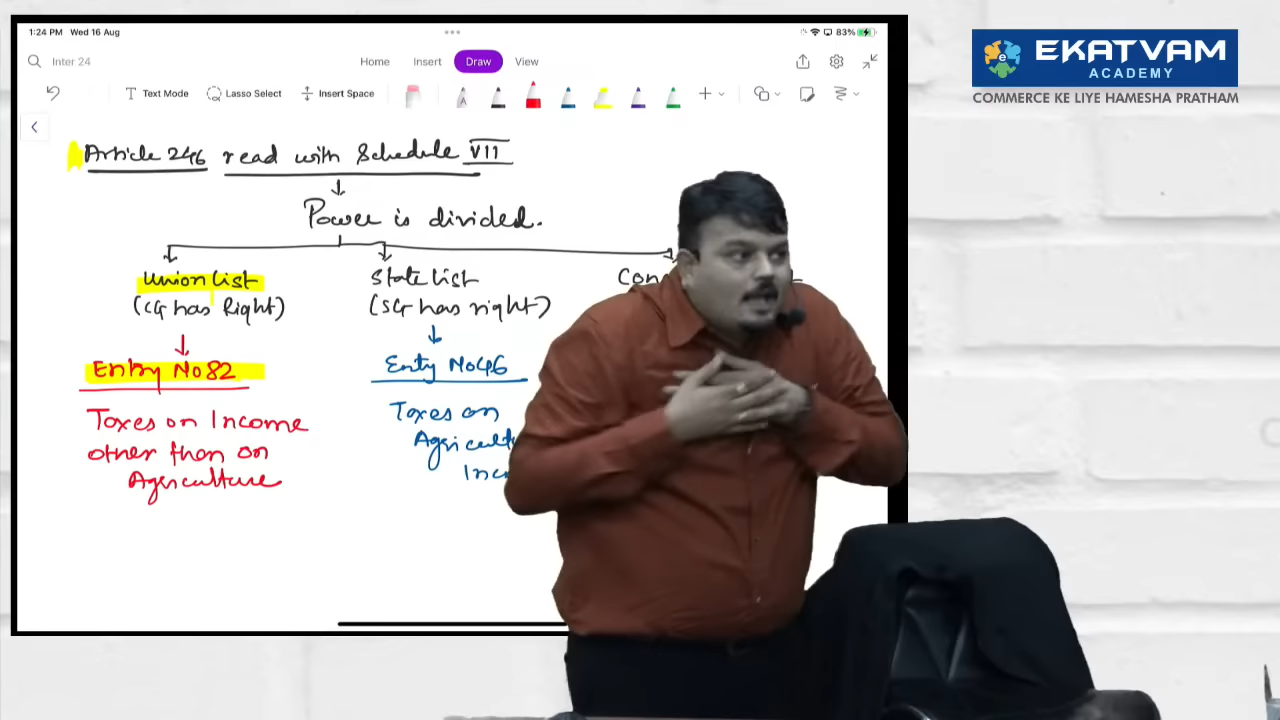 1:24 PM Wed 16 Aug
83%
Inter 24
Home Insert Draw View
Text Mode Lasso Select Insert Space
EKATVAM
ACADEMY
COMMERCE KE LIYE HAMESHA PRATHAM
Article 246 read with Schedule VII
Power is divided.
Union list
(CG has Right)
Entry No 82
Taxes on Income
other than on
Agriculture
State list
(SG has right)
Entry No 46
Taxes on